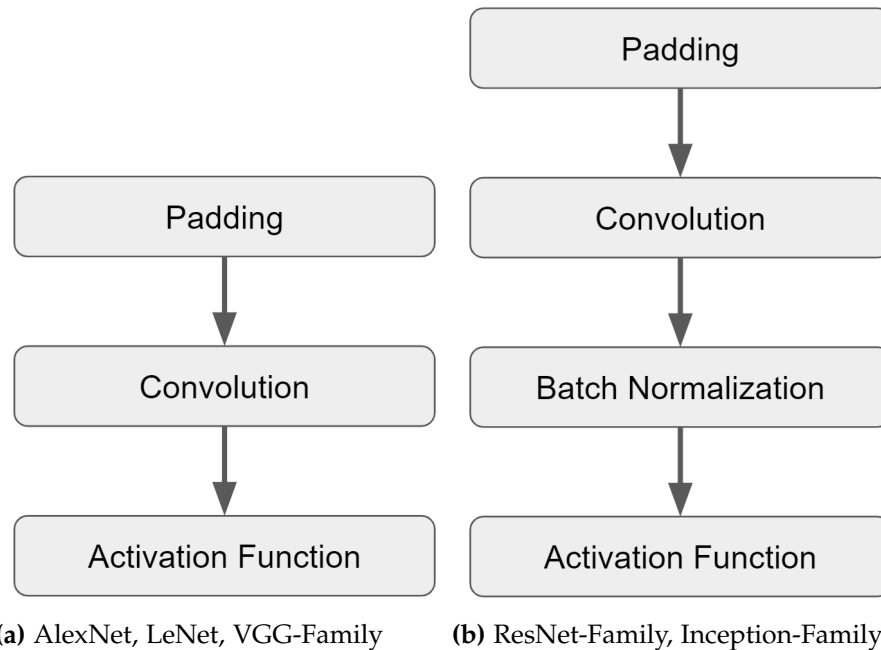 Padding
Convolution
Activation Function
(a) AlexNet, LeNet, VGG-Family
Padding
Convolution
Batch Normalization
Activation Function
(b) ResNet-Family, Inception-Family